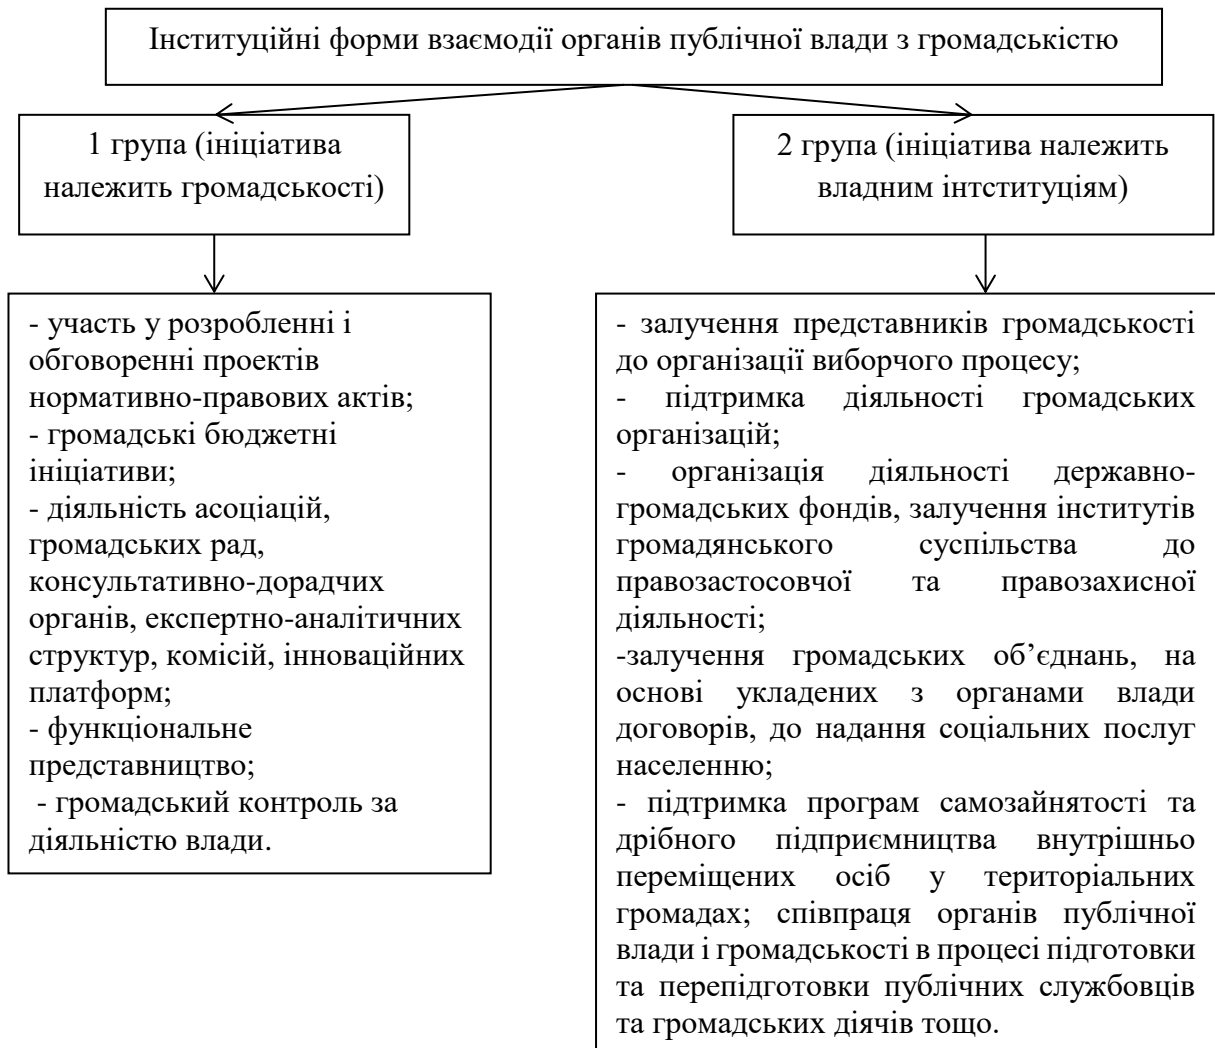 Інституційні форми взаємодії органів публічної влади з громадськістю
1 група (ініціатива
належить громадськості)
2 група (ініціатива належить
владним інтституціям)
- участь у розробленні і
обговоренні проектів
нормативно-правових актів;
- громадські бюджетні
ініціативи;
- діяльність асоціацій,
громадських рад,
консультативно-дорадчих
органів, експертно-аналітичних
структур, комісій, інноваційних
платформ;
- функціональне
представництво;
- громадський контроль за
діяльністю влади.
- залучення представників громадськості
до організації виборчого процесу;
- підтримка діяльності громадських
організацій;
- організація діяльності державно-
громадських фондів, залучення інститутів
громадянського суспільства до
правозастосовчої та правозахисної
діяльності;
-залучення громадських об’єднань, на
основі укладених з органами влади
договорів, до надання соціальних послуг
населенню;
- підтримка програм самозайнятості та
дрібного підприємництва внутрішньо
переміщених осіб у територіальних
громадах; співпраця органів публічної
влади і громадськості в процесі підготовки
та перепідготовки публічних службовців
та громадських діячів тощо.